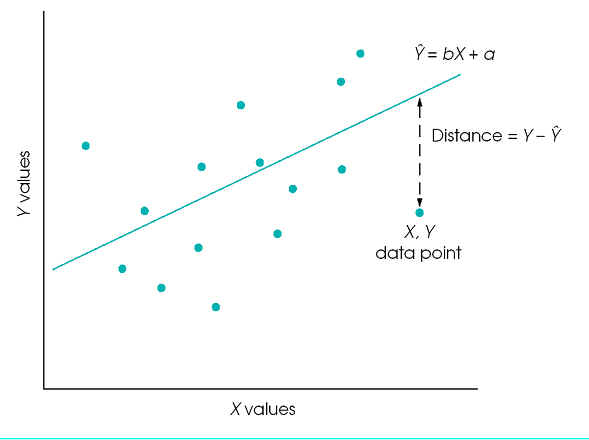 Ŷ = bX + a
Distance = Y – Ŷ
Y values
X, Y
data point
X values